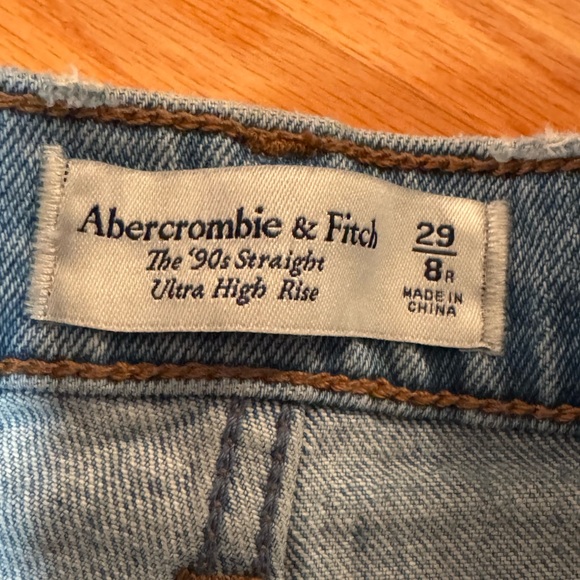 Abercrombie & Fitch
The '90s Straight
Ultra High Rise
29
8R
MADE IN
CHINA